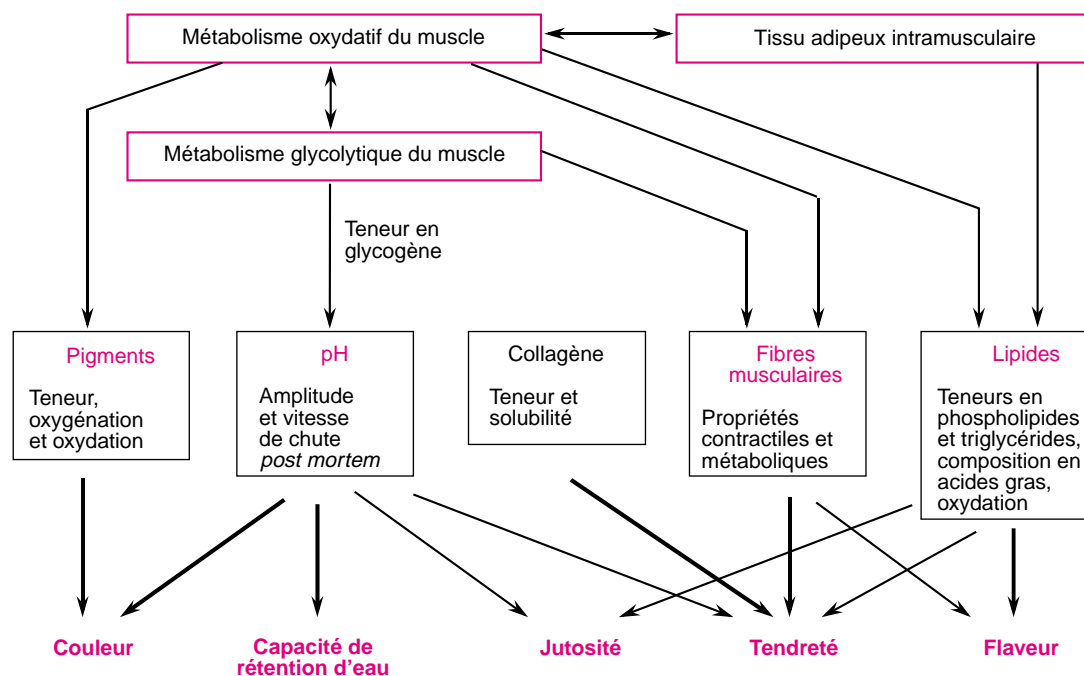 Métabolisme oxydatif du muscle
Tissu adipeux intramusculaire
Métabolisme glycolytique du muscle
Teneur en
glycogène
Pigments
Teneur,
oxygénation
et oxydation
pH
Amplitude
et vitesse
de chute
post mortem
Collagène
Teneur et
solubilité
Fibres
musculaires
Propriétés
contractiles et
métaboliques
Lipides
Teneurs en
phospholipides
et triglycérides,
composition en
acides gras,
oxydation
Couleur
Capacité de
rétention d'eau
Jutosité
Tendreté
Flaveur